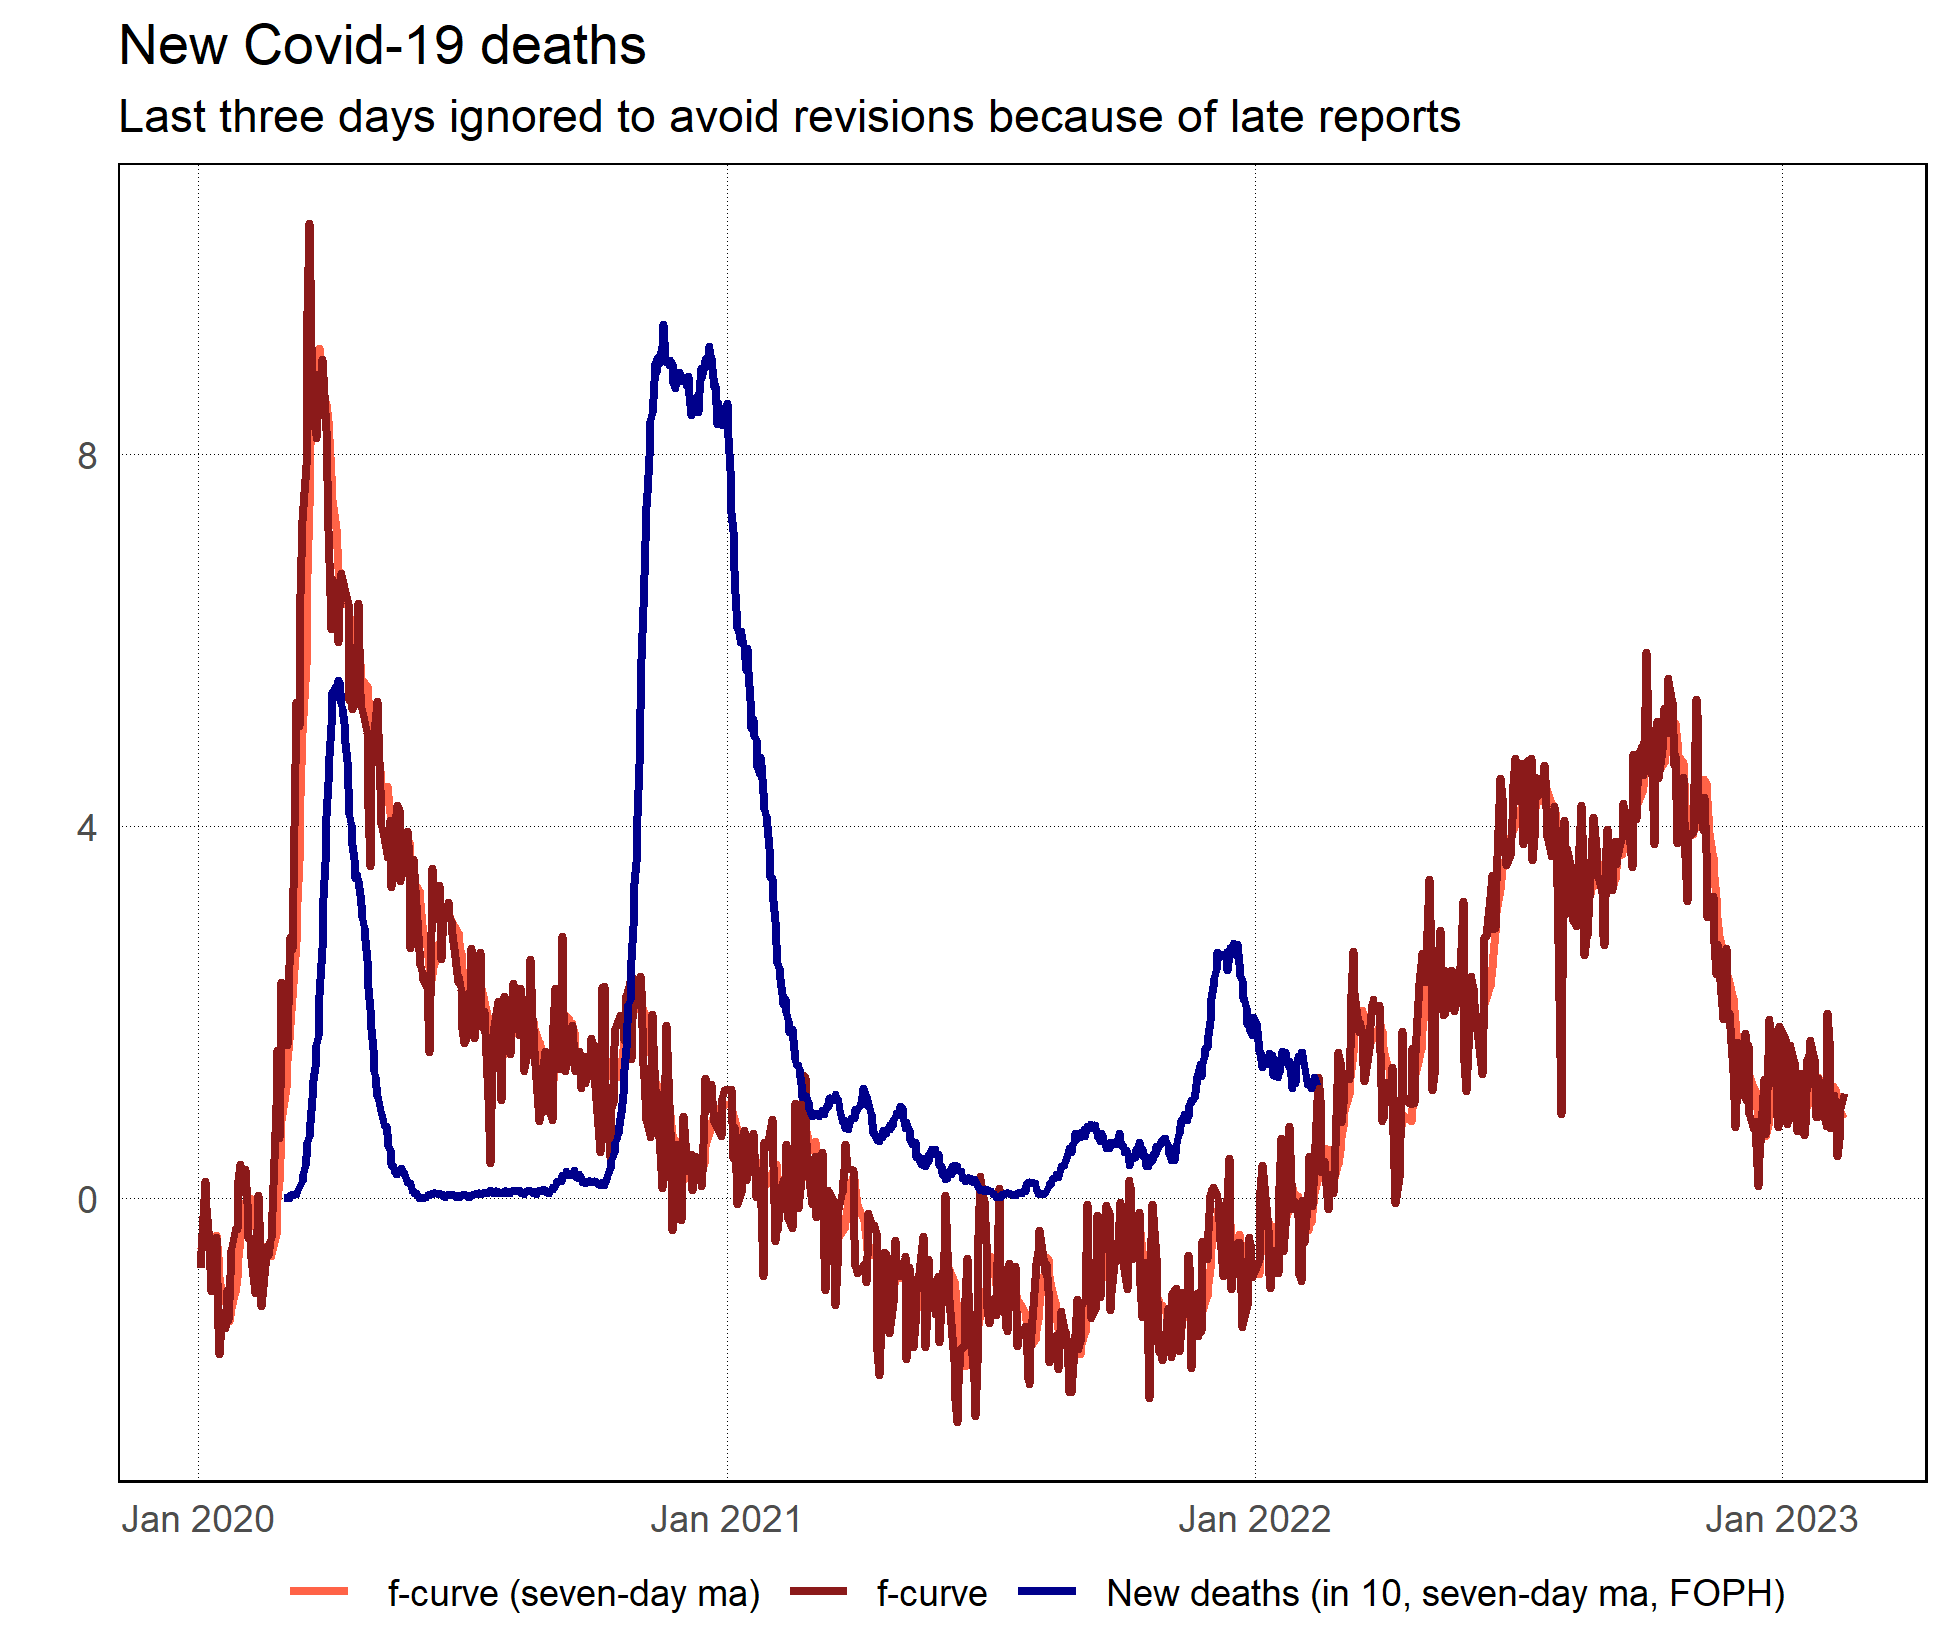 New Covid-19 deaths
Last three days ignored to avoid revisions because of late reports
8
4
0
Jan 2020 Jan 2021 Jan 2022 Jan 2023
f-curve (seven-day ma) f-curve New deaths (in 10, seven-day ma, FOPH)